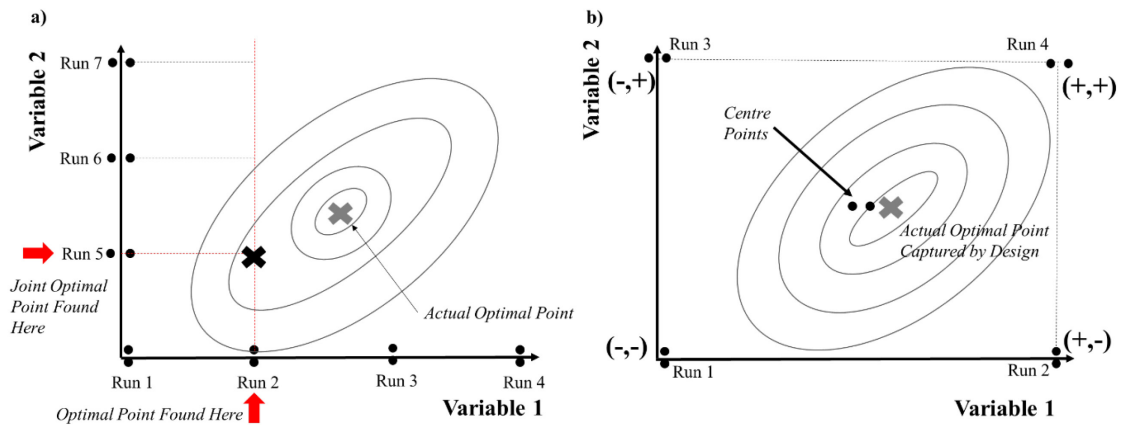 a)
Variable 2
Run 7
Run 6
Run 5
Joint Optimal
Point Found
Here
Actual Optimal Point
Run 1
Run 2
Run 3
Run 4
Optimal Point Found Here
Variable 1
b)
Variable 2
Run 3
Run 4
(-,+)
(+,+)
Centre
Points
Actual Optimal Point
Captured by Design
(-,-)
(+,-)
Run 1
Run 2
Variable 1